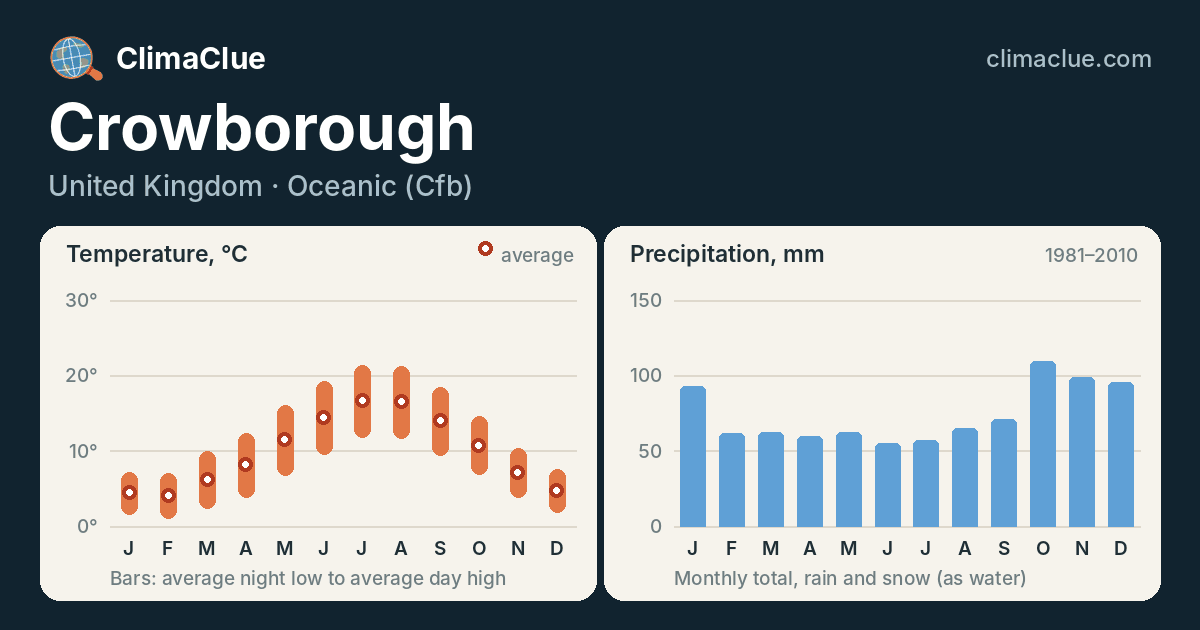 ClimaClue
climaclue.com
Crowborough
United Kingdom · Oceanic (Cfb)
Temperature, °C
average
30°
20°
10°
0°
J F M A M J J A S O N D
Bars: average night low to average day high
Precipitation, mm
1981–2010
150
100
50
0
J F M A M J J A S O N D
Monthly total, rain and snow (as water)